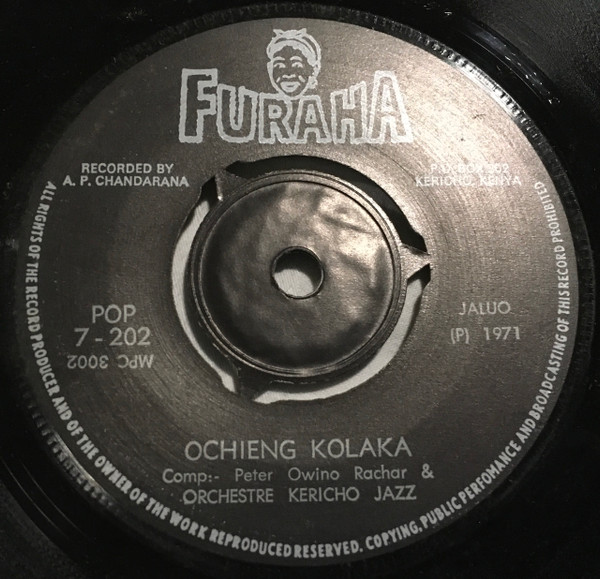 FURAHA
RECORDED BY
A. P. CHANDARANA
P.O. BOX 202
KERICHO, KENYA
POP
7-202
MPC 3002
JALUO
(P) 1971
OCHIENG KOLAKA
Comp:- Peter Owino Rachar &
ORCHESTRE KERICHO JAZZ
ALL RIGHTS OF THE RECORD PRODUCER AND OF THE OWNER OF THE WORK REPRODUCED RESERVED. COPYING, PUBLIC PERFOMANCE AND BROADCASTING OF THIS RECORD PROHIBITED